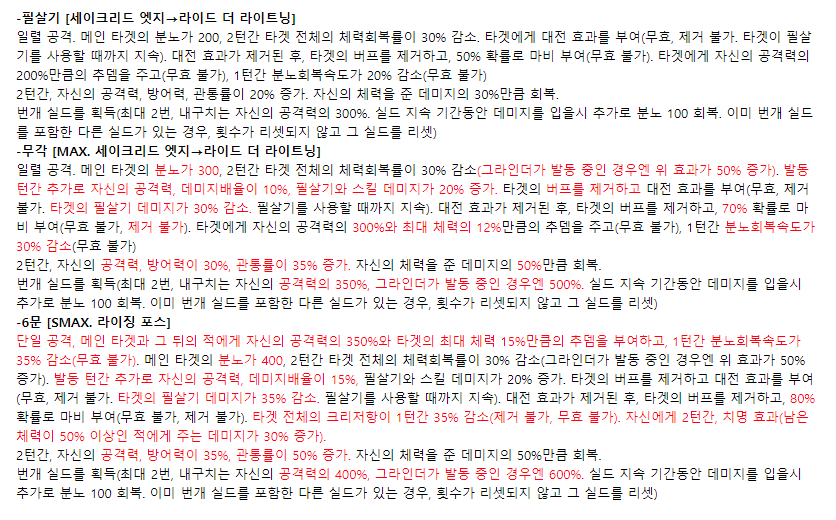 -필살기 [세이크리드 엣지→라이드 더 라이트닝]
일렬 공격. 메인 타겟의 분노가 200, 2턴간 타겟 전체의 체력회복률이 30% 감소. 타겟에게 대전 효과를 부여(무효, 제거 불가. 타겟이 필살
기를 사용할 때까지 지속). 대전 효과가 제거된 후, 타겟의 버프를 제거하고, 50% 확률로 마비 부여(무효 불가). 타겟에게 자신의 공격력의
200%만큼의 추뎀을 주고(무효 불가), 1턴간 분노회복속도가 20% 감소(무효 불가)
2턴간, 자신의 공격력, 방어력, 관통률이 20% 증가. 자신의 체력을 준 데미지의 30%만큼 회복.
번개 실드를 획득(최대 2번, 내구치는 자신의 공격력의 300%. 실드 지속 기간동안 데미지를 입을시 추가로 분노 100 회복. 이미 번개 실드
를 포함한 다른 실드가 있는 경우, 횟수가 리셋되지 않고 그 실드를 리셋)
-무각 [MAX. 세이크리드 엣지→라이드 더 라이트닝]
일렬 공격. 메인 타겟의 분노가 300, 2턴간 타겟 전체의 체력회복률이 30% 감소(그라인더가 발동 중인 경우엔 위 효과가 50% 증가). 발동
턴간 추가로 자신의 공격력, 데미지배율이 10%, 필살기와 스킬 데미지가 20% 증가. 타겟의 버프를 제거하고 대전 효과를 부여(무효, 제거
불가. 타겟의 필살기 데미지가 30% 감소. 필살기를 사용할 때까지 지속). 대전 효과가 제거된 후, 타겟의 버프를 제거하고, 70% 확률로 마
비 부여(무효 불가, 제거 불가). 타겟에게 자신의 공격력의 300%와 최대 체력의 12%만큼의 추뎀을 주고(무효 불가), 1턴간 분노회복속도가
30% 감소(무효 불가)
2턴간, 자신의 공격력, 방어력이 30%, 관통률이 35% 증가. 자신의 체력을 준 데미지의 50%만큼 회복.
번개 실드를 획득(최대 2번, 내구치는 자신의 공격력의 350%, 그라인더가 발동 중인 경우엔 500%. 실드 지속 기간동안 데미지를 입을시
추가로 분노 100 회복. 이미 번개 실드를 포함한 다른 실드가 있는 경우, 횟수가 리셋되지 않고 그 실드를 리셋)
-6문 [SMAX. 라이징 포스]
단일 공격, 메인 타겟과 그 뒤의 적에게 자신의 공격력의 350%와 타겟의 최대 체력 15%만큼의 추뎀을 부여하고, 1턴간 분노회복속도가
35% 감소(무효 불가). 메인 타겟의 분노가 400, 2턴간 타겟 전체의 체력회복률이 30% 감소(그라인더가 발동 중인 경우엔 위 효과가 50%
증가). 발동 턴간 추가로 자신의 공격력, 데미지배율이 15%, 필살기와 스킬 데미지가 20% 증가. 타겟의 버프를 제거하고 대전 효과를 부여
(무효, 제거 불가. 타겟의 필살기 데미지가 35% 감소. 필살기를 사용할 때까지 지속). 대전 효과가 제거된 후, 타겟의 버프를 제거하고, 80%
확률로 마비 부여(무효 불가, 제거 불가). 타겟 전체의 크리저항이 1턴간 35% 감소(제거 불가, 무효 불가). 자신에게 2턴간, 치명 효과(남은
체력이 50% 이상인 적에게 주는 데미지가 30% 증가).
2턴간, 자신의 공격력, 방어력이 35%, 관통률이 50% 증가. 자신의 체력을 준 데미지의 50%만큼 회복.
번개 실드를 획득(최대 2번, 내구치는 자신의 공격력의 400%, 그라인더가 발동 중인 경우엔 600%. 실드 지속 기간동안 데미지를 입을시
추가로 분노 100 회복. 이미 번개 실드를 포함한 다른 실드가 있는 경우, 횟수가 리셋되지 않고 그 실드를 리셋)